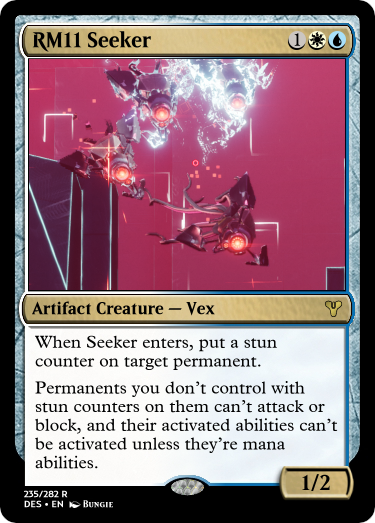 RM11 Seeker
1
Artifact Creature — Vex
When Seeker enters, put a stun
counter on target permanent.
Permanents you don't control with
stun counters on them can't attack or
block, and their activated abilities can't
be activated unless they're mana
abilities.
1/2
235/282 R
DES • EN Bungie